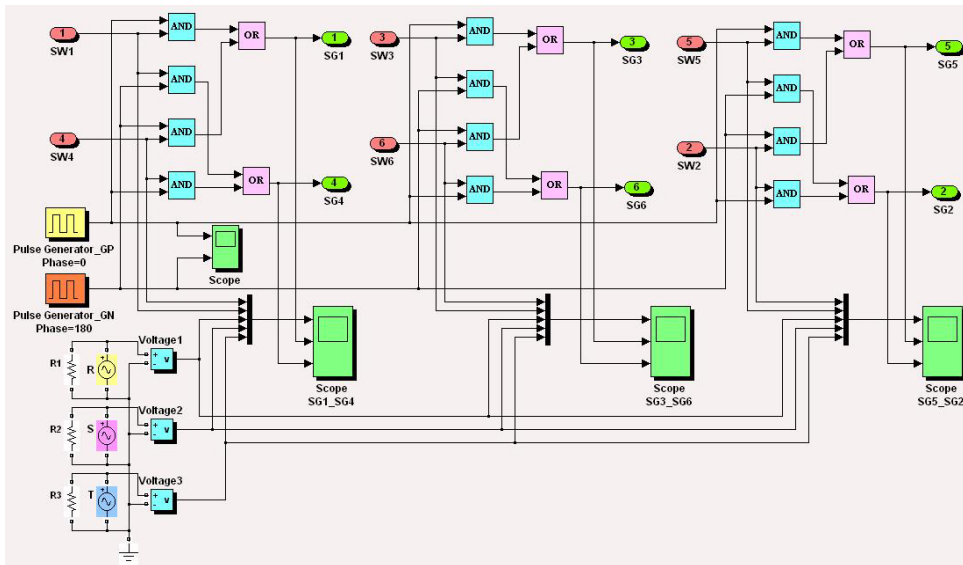 1
SW1
AND
OR
1
SG1
AND
4
SW4
AND
AND
OR
4
SG4
3
SW3
AND
OR
3
SG3
AND
6
SW6
AND
AND
OR
6
SG6
5
SW5
AND
OR
5
SG5
AND
2
SW2
AND
AND
OR
2
SG2
Pulse Generator_GP
Phase=0
Scope
Pulse Generator_GN
Phase=180
Voltage1
R1
R
+
-
v
Voltage2
R2
S
+
-
v
Voltage3
R3
T
+
-
v
Scope
SG1_SG4
Scope
SG3_SG6
Scope
SG5_SG2